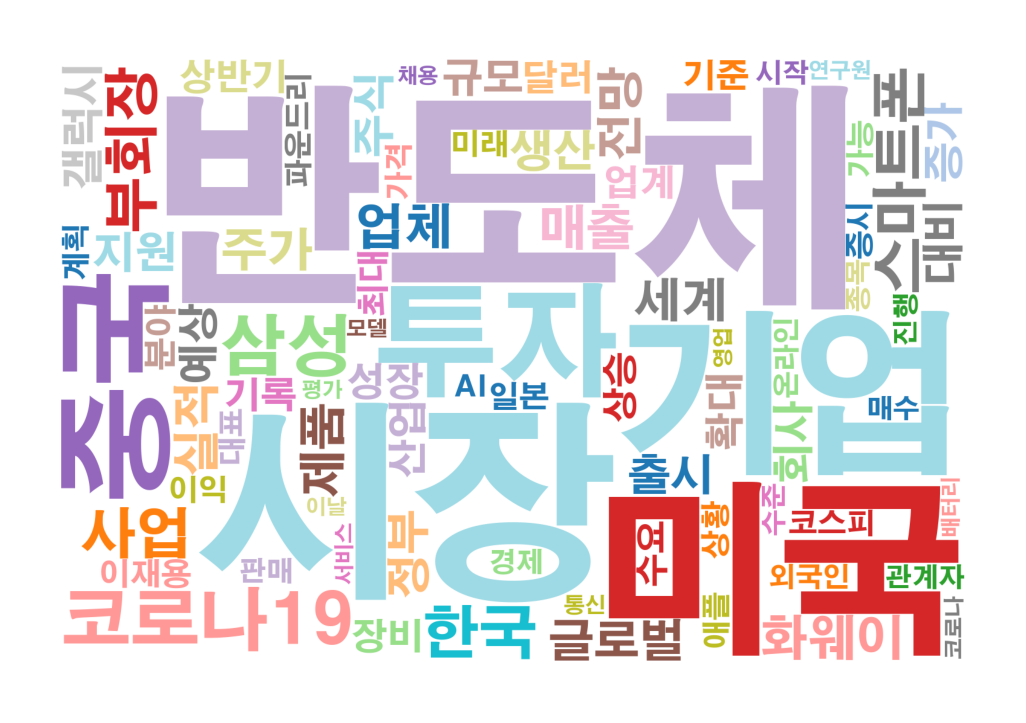 상반기
채용
규모
달러
기준
시작
연구원
갤럭시
부회장
반도체
파운드리
주식
미래
생산
전망
스마트폰
증가
가격
업계
가능
계획
지원
주가
업체
매출
증시
대비
최대
세계
종목
중국
분야
예상
삼성
모델
투자
기업
영업
온라인
진행
기록
평가
성장
AI
일본
상승
확대
매수
실적
대표
제품
산업
시장
회사
이익
이날
출시
미국
수요
상황
수준
코스피
배터리
사업
정부
서비스
경제
이재용
판매
외국인
관계자
코로나19
장비
한국
통신
글로벌
애플
화웨이
코로나